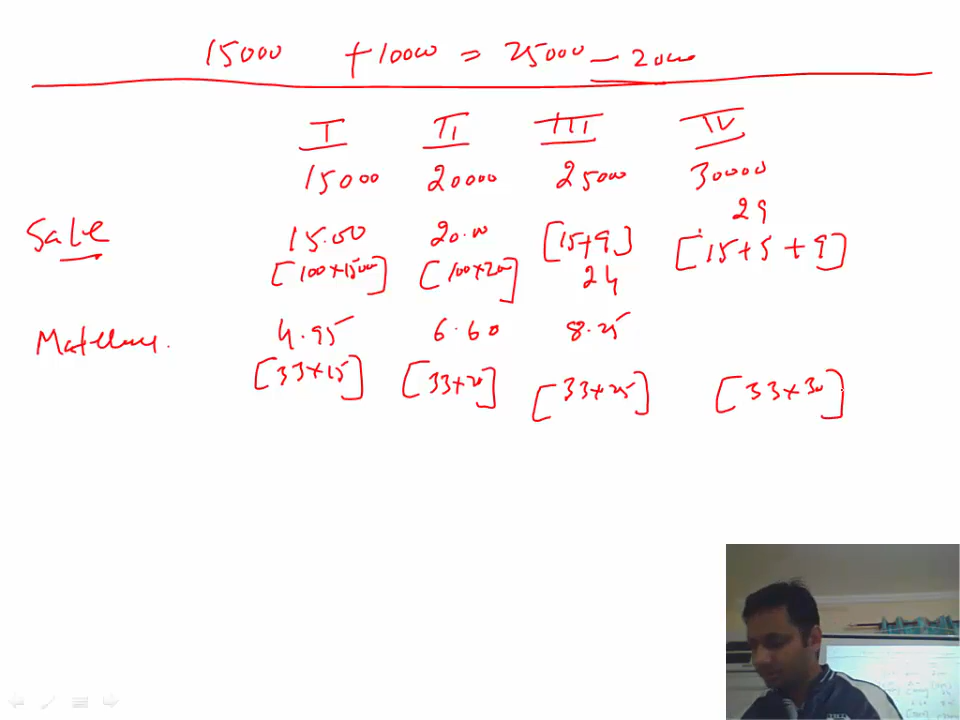 15000 +10000 = 25000 - 2000
I II III IV
15000 20000 25000 30000
29
Sale 15.00 20.00 [15+9] [15+5+9]
[100×15000] [100×200] 24
4.95 6.60 8.25
[33×15] [33×20] [33×25] [33×30]